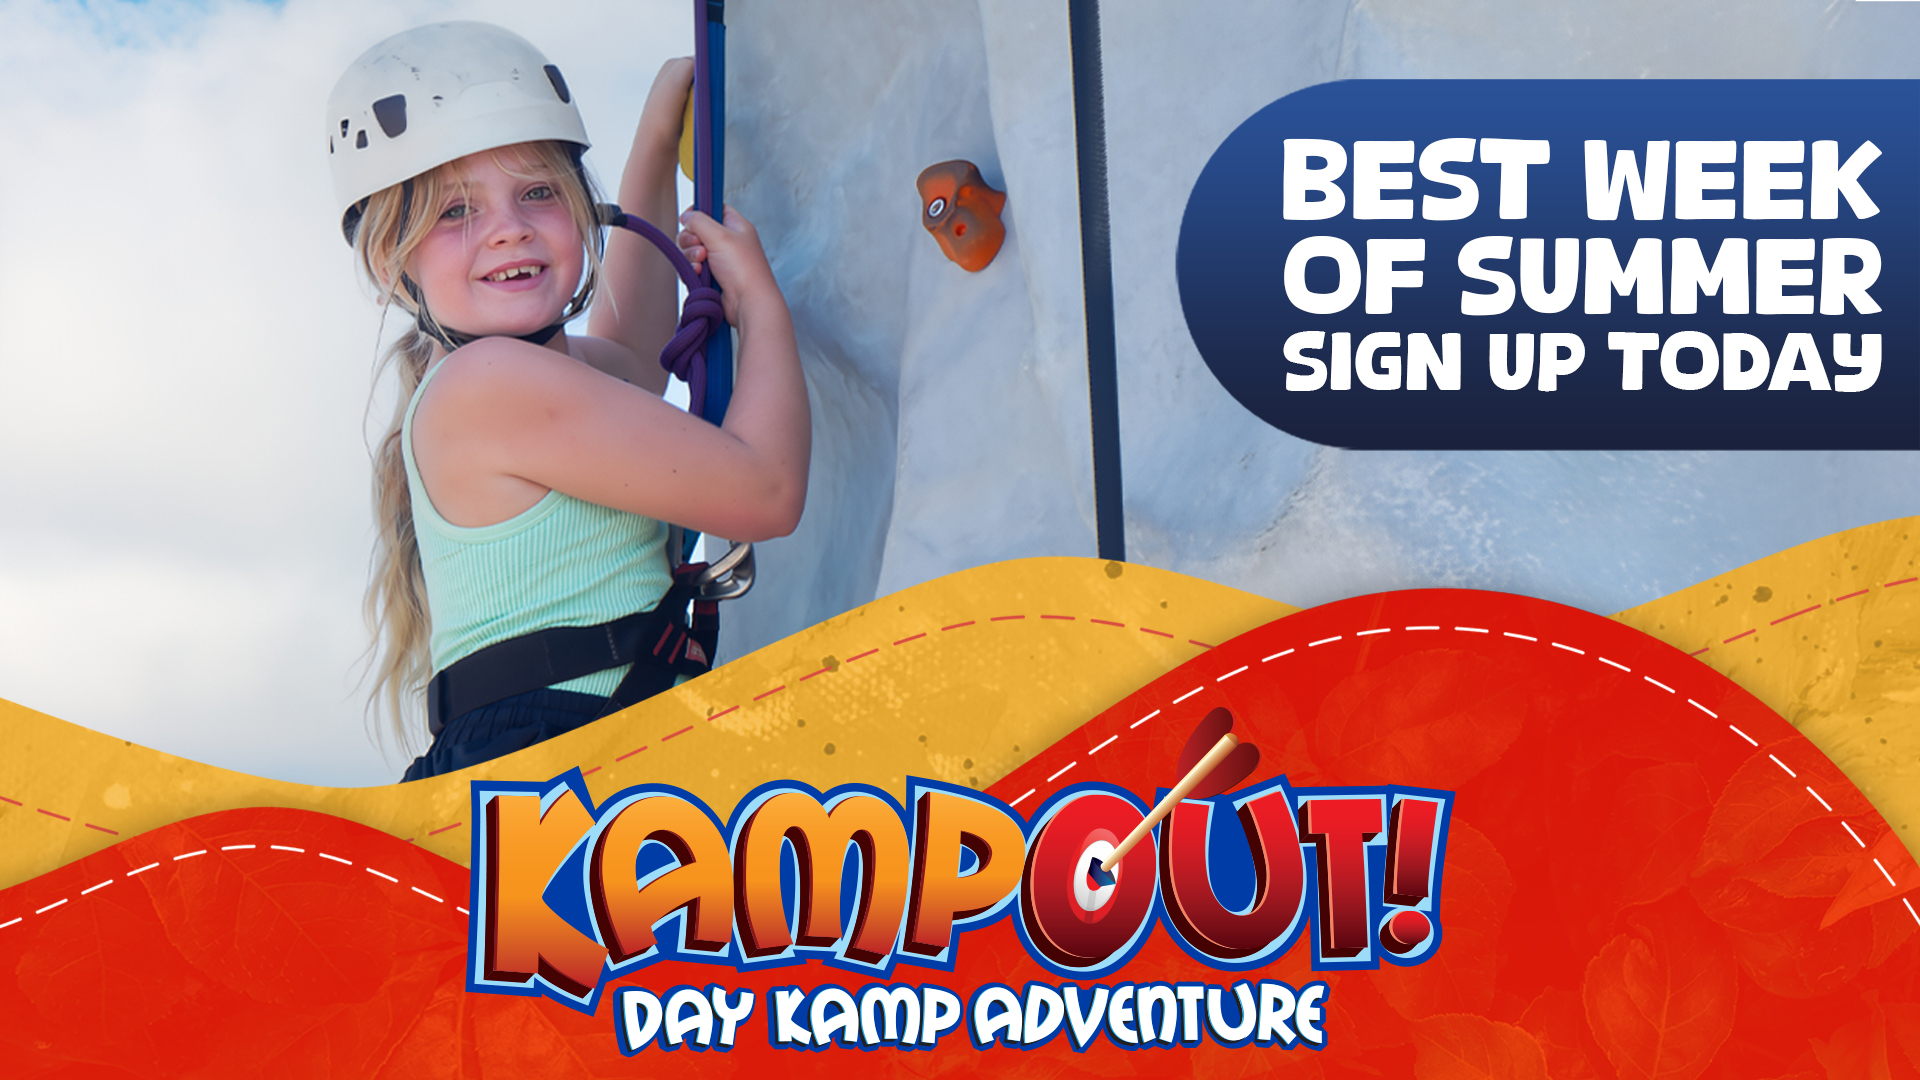 BEST WEEK
OF SUMMER
SIGN UP TODAY
KAMPOUT!
DAY KAMP ADVENTURE